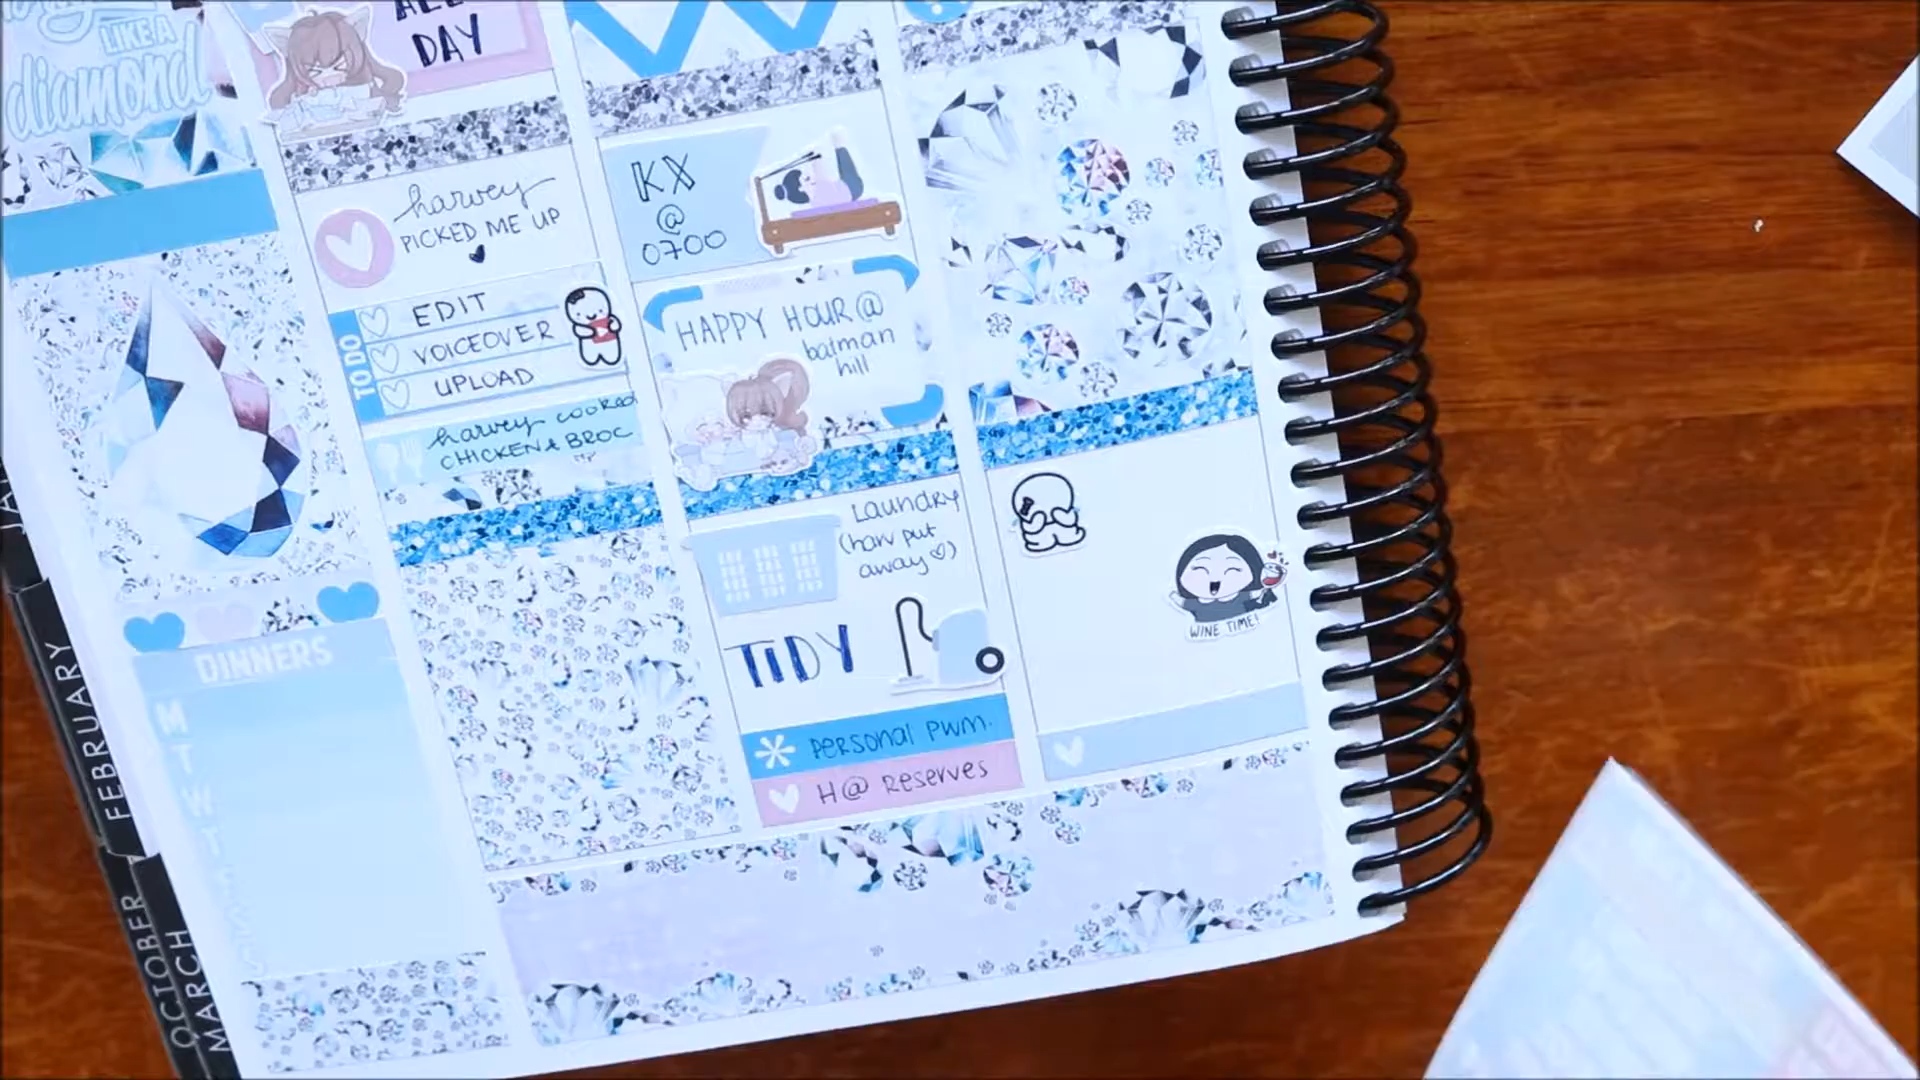 LIKE A
diamond
ALL
DAY
harvey
PICKED ME UP
TO DO
EDIT
VOICEOVER
UPLOAD
harvey cooked
CHICKEN & BROC
KX
@
0700
HAPPY HOUR @
batman
hill
Laundry
(harv put
away ♡)
TIDY
personal pwm.
H@ Reserves
WINE TIME!
DINNERS
M
T
W
T
F
FEBRUARY
OCTOBER
MARCH